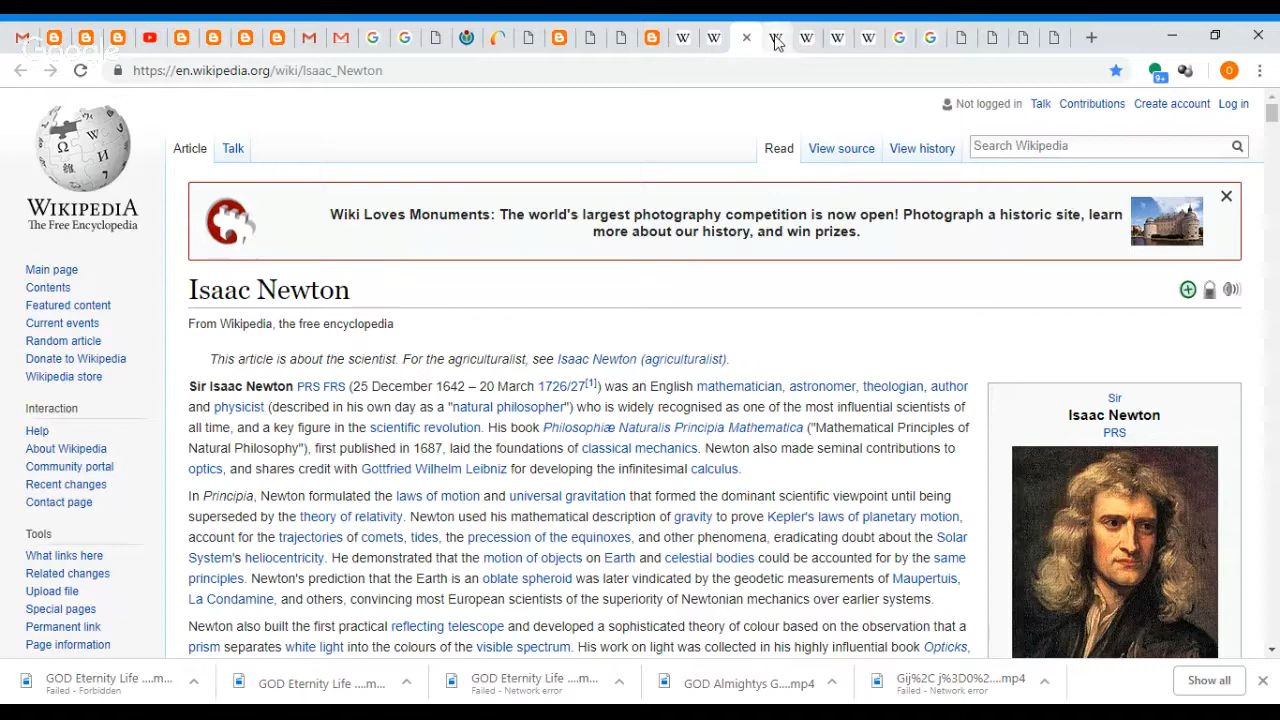 Google
https://en.wikipedia.org/wiki/Isaac_Newton
9+
O
Not logged in Talk Contributions Create account Log in
Article Talk Read View source View history Search Wikipedia
WIKIPEDIA
The Free Encyclopedia
Wiki Loves Monuments: The world's largest photography competition is now open! Photograph a historic site, learn
more about our history, and win prizes.
Main page
Contents
Featured content
Current events
Random article
Donate to Wikipedia
Wikipedia store
Interaction
Help
About Wikipedia
Community portal
Recent changes
Contact page
Tools
What links here
Related changes
Upload file
Special pages
Permanent link
Page information
Isaac Newton
From Wikipedia, the free encyclopedia
This article is about the scientist. For the agriculturalist, see Isaac Newton (agriculturalist).
Sir Isaac Newton PRS FRS (25 December 1642 – 20 March 1726/27[1]) was an English mathematician, astronomer, theologian, author
and physicist (described in his own day as a "natural philosopher") who is widely recognised as one of the most influential scientists of
all time, and a key figure in the scientific revolution. His book Philosophiæ Naturalis Principia Mathematica ("Mathematical Principles of
Natural Philosophy"), first published in 1687, laid the foundations of classical mechanics. Newton also made seminal contributions to
optics, and shares credit with Gottfried Wilhelm Leibniz for developing the infinitesimal calculus.
In Principia, Newton formulated the laws of motion and universal gravitation that formed the dominant scientific viewpoint until being
superseded by the theory of relativity. Newton used his mathematical description of gravity to prove Kepler's laws of planetary motion,
account for the trajectories of comets, tides, the precession of the equinoxes, and other phenomena, eradicating doubt about the Solar
System's heliocentricity. He demonstrated that the motion of objects on Earth and celestial bodies could be accounted for by the same
principles. Newton's prediction that the Earth is an oblate spheroid was later vindicated by the geodetic measurements of Maupertuis,
La Condamine, and others, convincing most European scientists of the superiority of Newtonian mechanics over earlier systems.
Newton also built the first practical reflecting telescope and developed a sophisticated theory of colour based on the observation that a
prism separates white light into the colours of the visible spectrum. His work on light was collected in his highly influential book Opticks,
Sir
Isaac Newton
PRS
GOD Eternity Life ....m...
Failed - Forbidden
GOD Eternity Life ....m...
GOD Eternity Life ....m...
Failed - Network error
GOD Almightys G....mp4
Gij%2C j%3D0%2....mp4
Failed - Network error
Show all